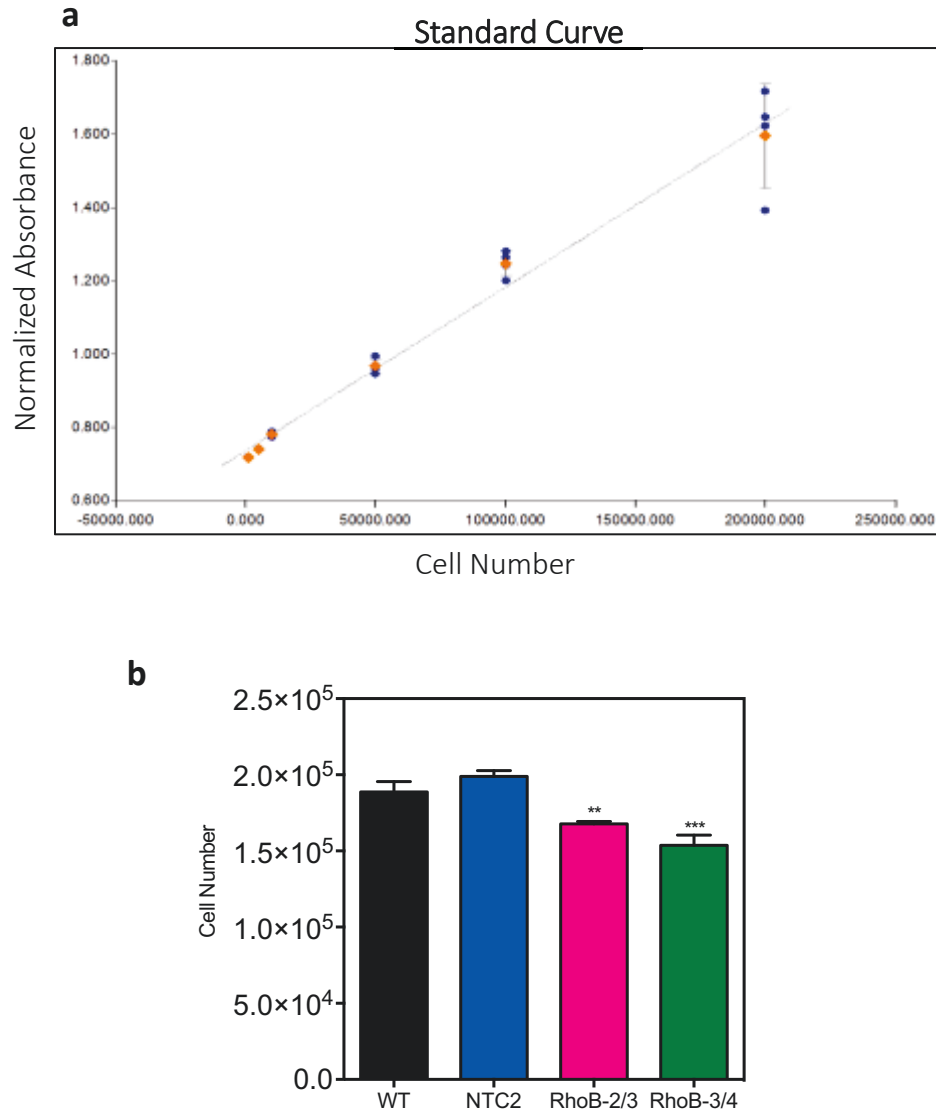 a
Standard Curve
Normalized Absorbance
1.800
1.600
1.400
1.200
1.000
0.800
0.600
-50000.000 0.000 50000.000 100000.000 150000.000 200000.000 250000.000
Cell Number
b
Cell Number
2.5×10⁵
2.0×10⁵
1.5×10⁵
1.0×10⁵
5.0×10⁴
0.0
**
***
WT NTC2 RhoB-2/3 RhoB-3/4